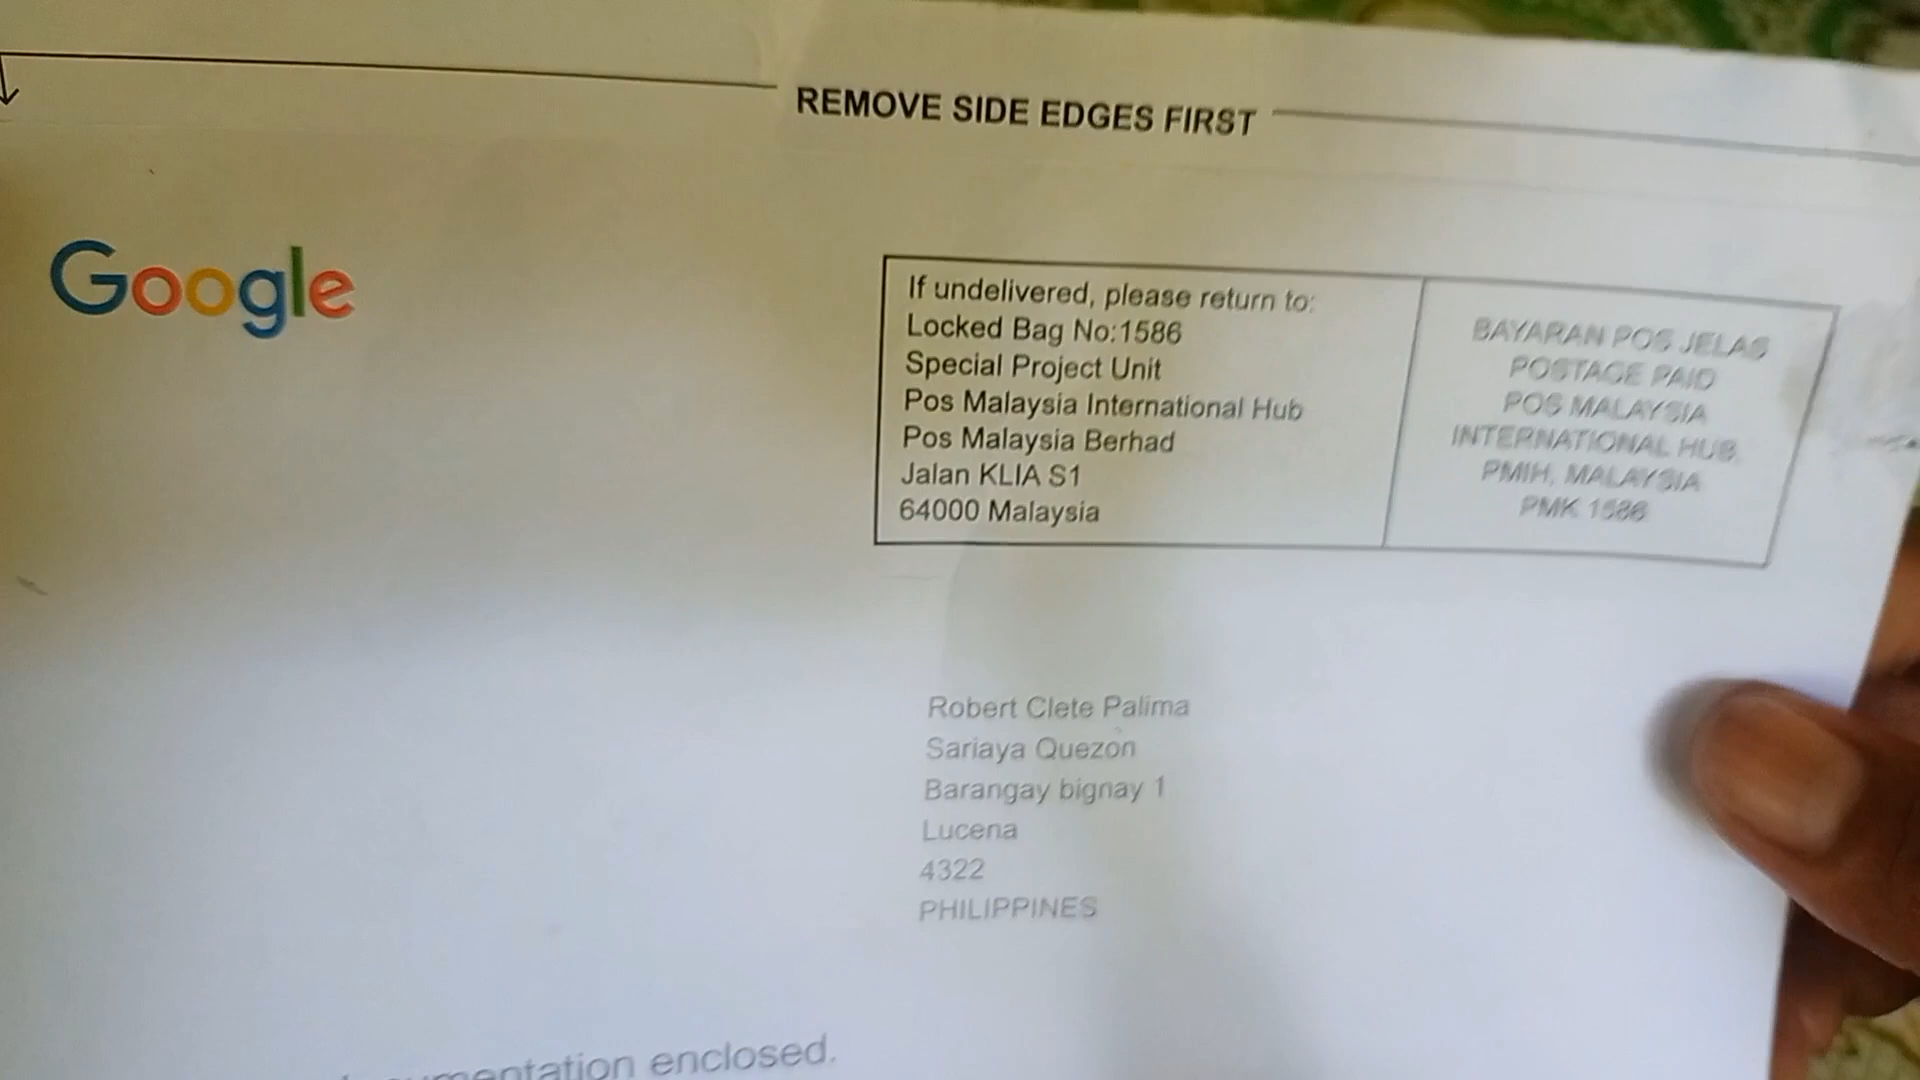 REMOVE SIDE EDGES FIRST
Google
If undelivered, please return to:
Locked Bag No:1586
Special Project Unit
Pos Malaysia International Hub
Pos Malaysia Berhad
Jalan KLIA S1
64000 Malaysia
BAYARAN POS JELAS
POSTAGE PAID
POS MALAYSIA
INTERNATIONAL HUB
PMIH, MALAYSIA
PMK 1586
Robert Clete Palima
Sariaya Quezon
Barangay bignay 1
Lucena
4322
PHILIPPINES
enclosed.